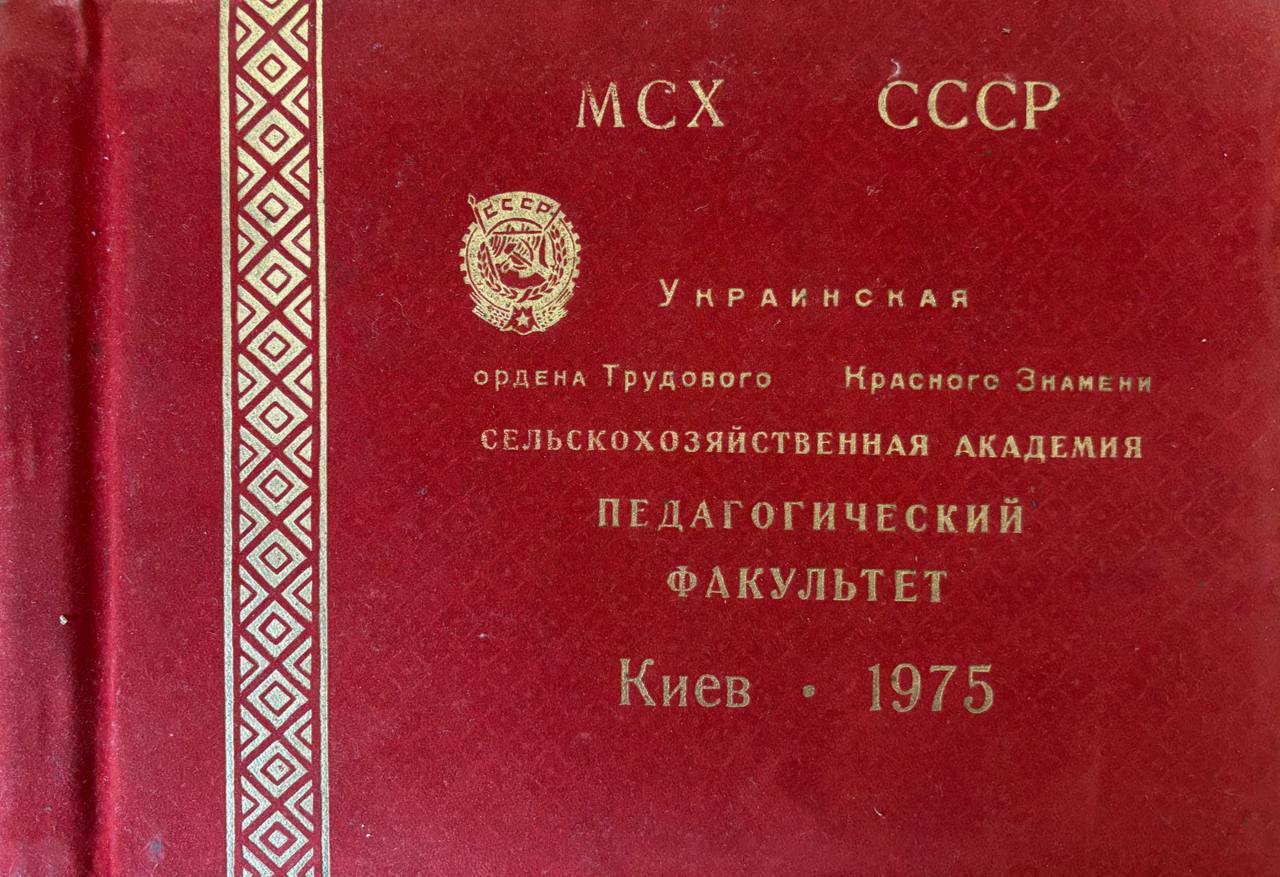 МСХ СССР
СССР
Украинская
ордена Трудового Красного Знамени
СЕЛЬСКОХОЗЯЙСТВЕННАЯ АКАДЕМИЯ
ПЕДАГОГИЧЕСКИЙ
ФАКУЛЬТЕТ
Киев • 1975